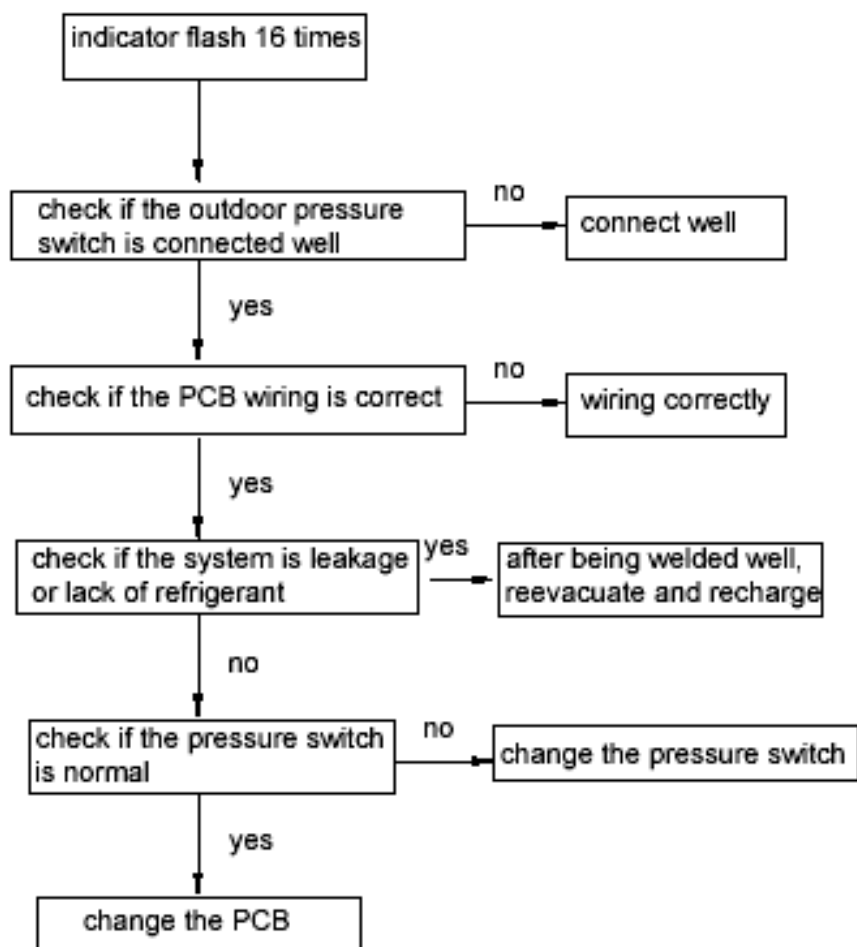 indicator flash 16 times
check if the outdoor pressure
switch is connected well
no
connect well
yes
check if the PCB wiring is correct
no
wiring correctly
yes
check if the system is leakage
or lack of refrigerant
yes
after being welded well,
reevacuate and recharge
no
check if the pressure switch
is normal
no
change the pressure switch
yes
change the PCB